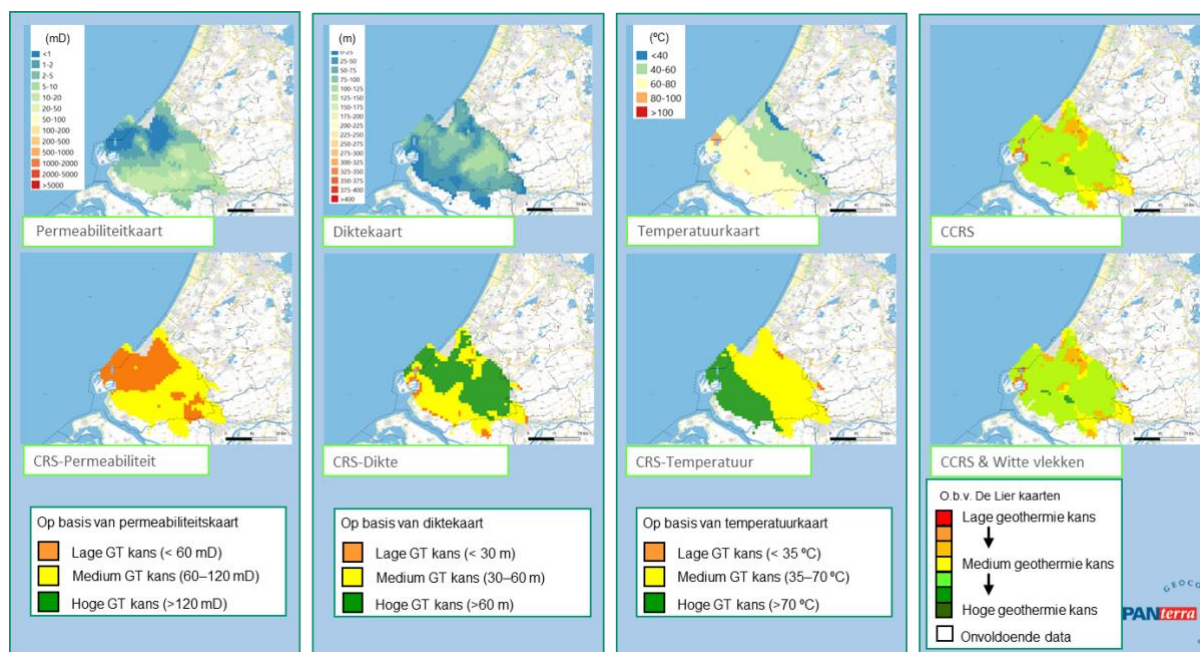 (mD)
<1
1-2
2-5
5-10
10-20
20-50
50-100
100-200
200-500
500-1000
1000-2000
2000-5000
>5000
Permeabiliteitkaart
(m)
25-50
50-75
75-100
100-125
125-150
150-175
175-200
200-225
225-250
250-275
275-300
300-325
325-350
350-375
375-400
>400
Diktekaart
(ºC)
<40
40-60
60-80
80-100
>100
Temperatuurkaart
CCRS
CRS-Permeabiliteit
CRS-Dikte
CRS-Temperatuur
CCRS & Witte vlekken
Op basis van permeabiliteitskaart
Lage GT kans (< 60 mD)
Medium GT kans (60–120 mD)
Hoge GT kans (>120 mD)
Op basis van diktekaart
Lage GT kans (< 30 m)
Medium GT kans (30–60 m)
Hoge GT kans (>60 m)
Op basis van temperatuurkaart
Lage GT kans (< 35 ºC)
Medium GT kans (35–70 ºC)
Hoge GT kans (>70 ºC)
O.b.v. De Lier kaarten
Lage geothermie kans
Medium geothermie kans
Hoge geothermie kans
Onvoldoende data
GEOCO
PANterra